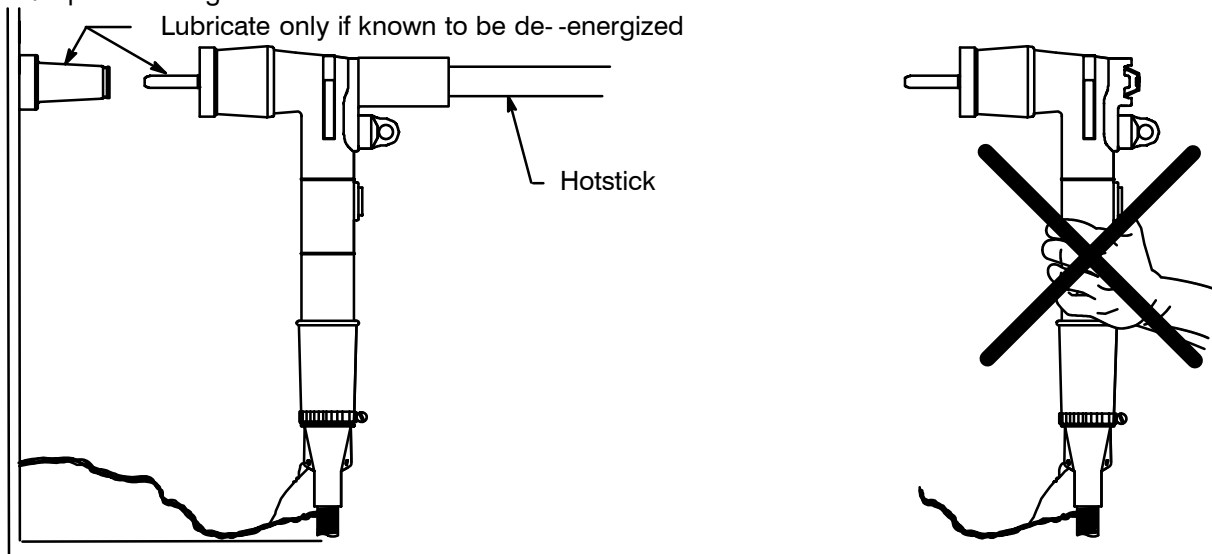 Lubricate only if known to be de- -energized
Hotstick